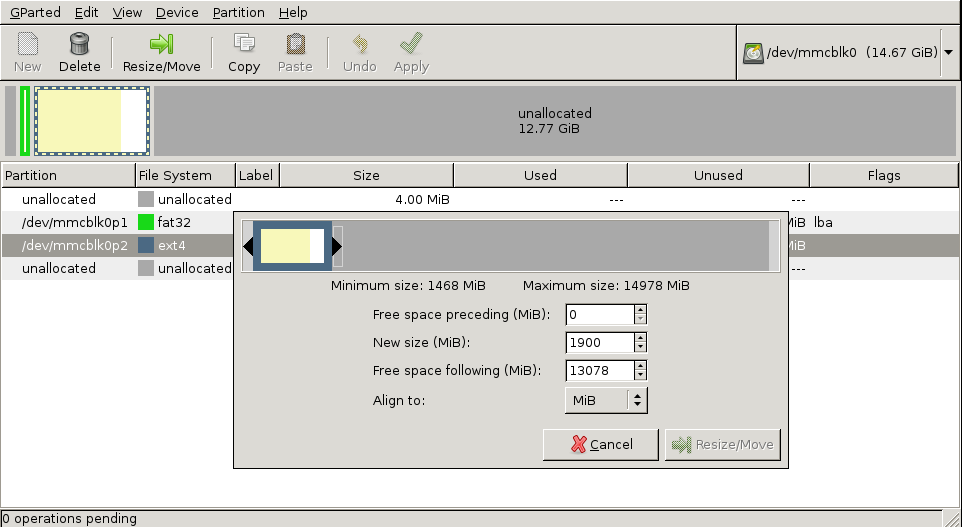 GParted Edit View Device Partition Help
New Delete Resize/Move Copy Paste Undo Apply /dev/mmcblk0 (14.67 GiB)
unallocated
12.77 GiB
Partition File System Label Size Used Unused Flags
unallocated unallocated 4.00 MiB --- ---
/dev/mmcblk0p1 fat32 MiB lba
/dev/mmcblk0p2 ext4 MiB
unallocated unallocated ---
Minimum size: 1468 MiB Maximum size: 14978 MiB
Free space preceding (MiB): 0
New size (MiB): 1900
Free space following (MiB): 13078
Align to: MiB
Cancel Resize/Move
0 operations pending